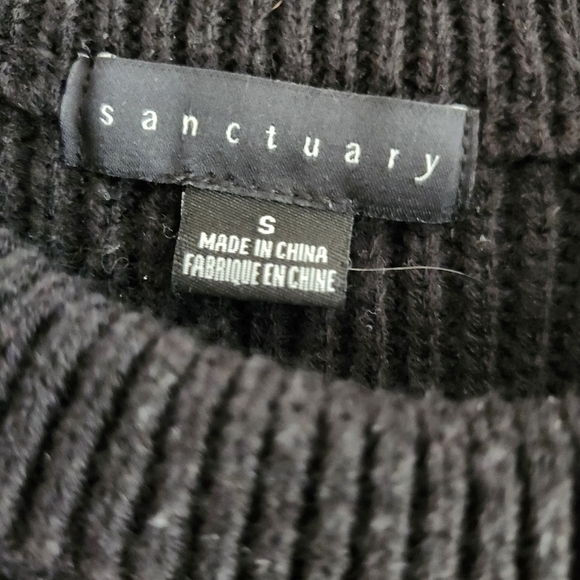 sanctuary
S
MADE IN CHINA
FABRIQUE EN CHINE